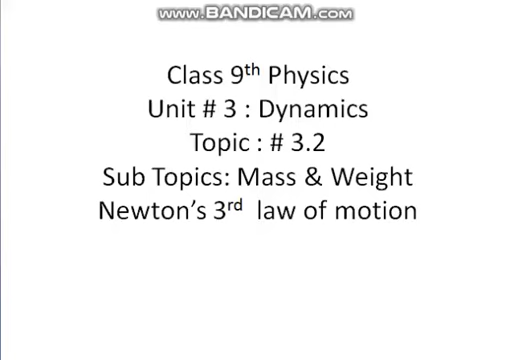 www.BANDICAM.com
Class 9th Physics
Unit # 3 : Dynamics
Topic : # 3.2
Sub Topics: Mass & Weight
Newton's 3rd law of motion